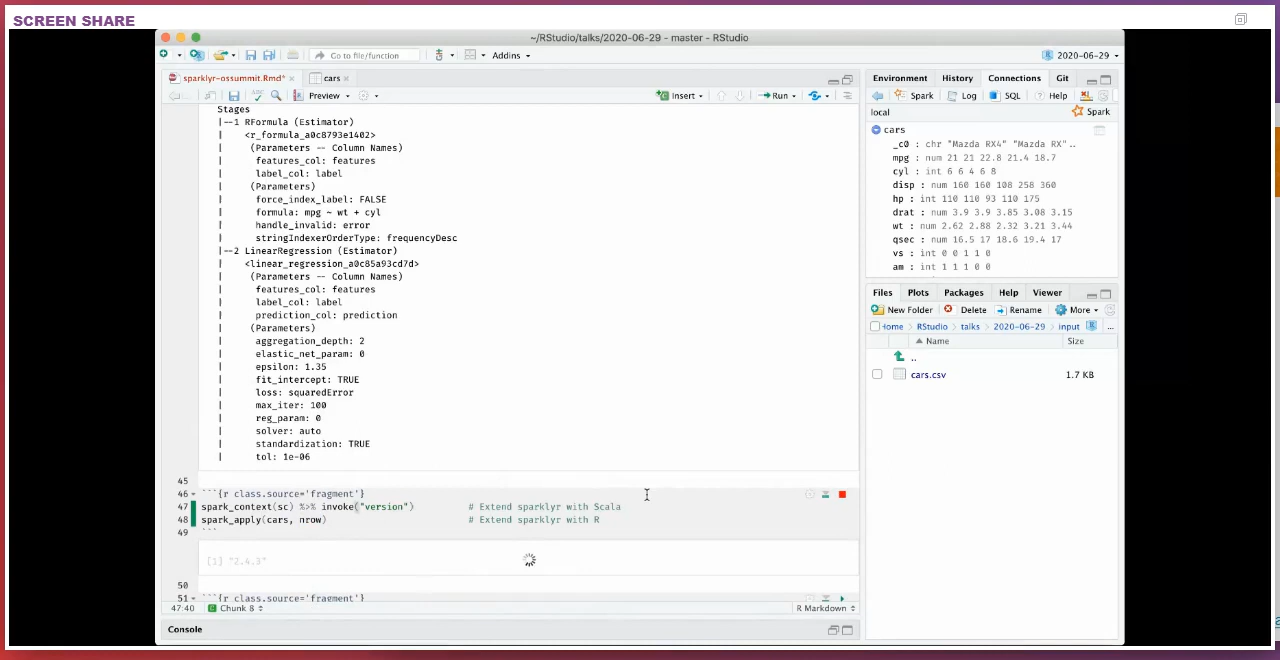 SCREEN SHARE
~/RStudio/talks/2020-06-29 - master - RStudio
Go to file/function
Addins
2020-06-29
sparklyr-ossummit.Rmd*
cars
Preview
Insert
Run
Stages
|--1 RFormula (Estimator)
| <r_formula_a0c8793e1402>
| (Parameters -- Column Names)
| features_col: features
| label_col: label
| (Parameters)
| force_index_label: FALSE
| formula: mpg ~ wt + cyl
| handle_invalid: error
| stringIndexerOrderType: frequencyDesc
|--2 LinearRegression (Estimator)
| <linear_regression_a0c85a93cd7d>
| (Parameters -- Column Names)
| features_col: features
| label_col: label
| prediction_col: prediction
| (Parameters)
| aggregation_depth: 2
| elastic_net_param: 0
| epsilon: 1.35
| fit_intercept: TRUE
| loss: squaredError
| max_iter: 100
| reg_param: 0
| solver: auto
| standardization: TRUE
| tol: 1e-06
45
46 ```{r class.source='fragment'}
47 spark_context(sc) %>% invoke("version") # Extend sparklyr with Scala
48 spark_apply(cars, nrow) # Extend sparklyr with R
49 ```
[1] "2.4.3"
50
51 ```{r class.source='fragment'}
47:40 Chunk 8 R Markdown
Console
Environment History Connections Git
Spark Log SQL Help
local Spark
cars
_c0 : chr "Mazda RX4" "Mazda RX"..
mpg : num 21 21 22.8 21.4 18.7
cyl : int 6 6 4 6 8
disp : num 160 160 108 258 360
hp : int 110 110 93 110 175
drat : num 3.9 3.9 3.85 3.08 3.15
wt : num 2.62 2.88 2.32 3.21 3.44
qsec : num 16.5 17 18.6 19.4 17
vs : int 0 0 1 1 0
am : int 1 1 1 0 0
Files Plots Packages Help Viewer
New Folder Delete Rename More
Home RStudio talks 2020-06-29 input ...
Name Size
..
cars.csv 1.7 KB